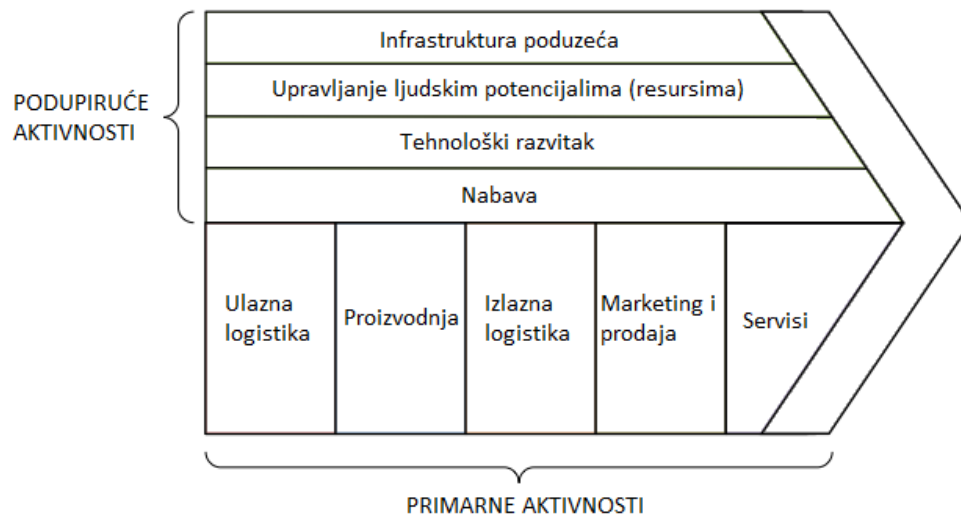 Infrastruktura poduzeća
Upravljanje ljudskim potencijalima (resursima)
PODUPIRUĆE
AKTIVNOSTI
Tehnološki razvitak
Nabava
Ulazna
logistika
Proizvodnja
Izlazna
logistika
Marketing i
prodaja
Servisi
PRIMARNE AKTIVNOSTI